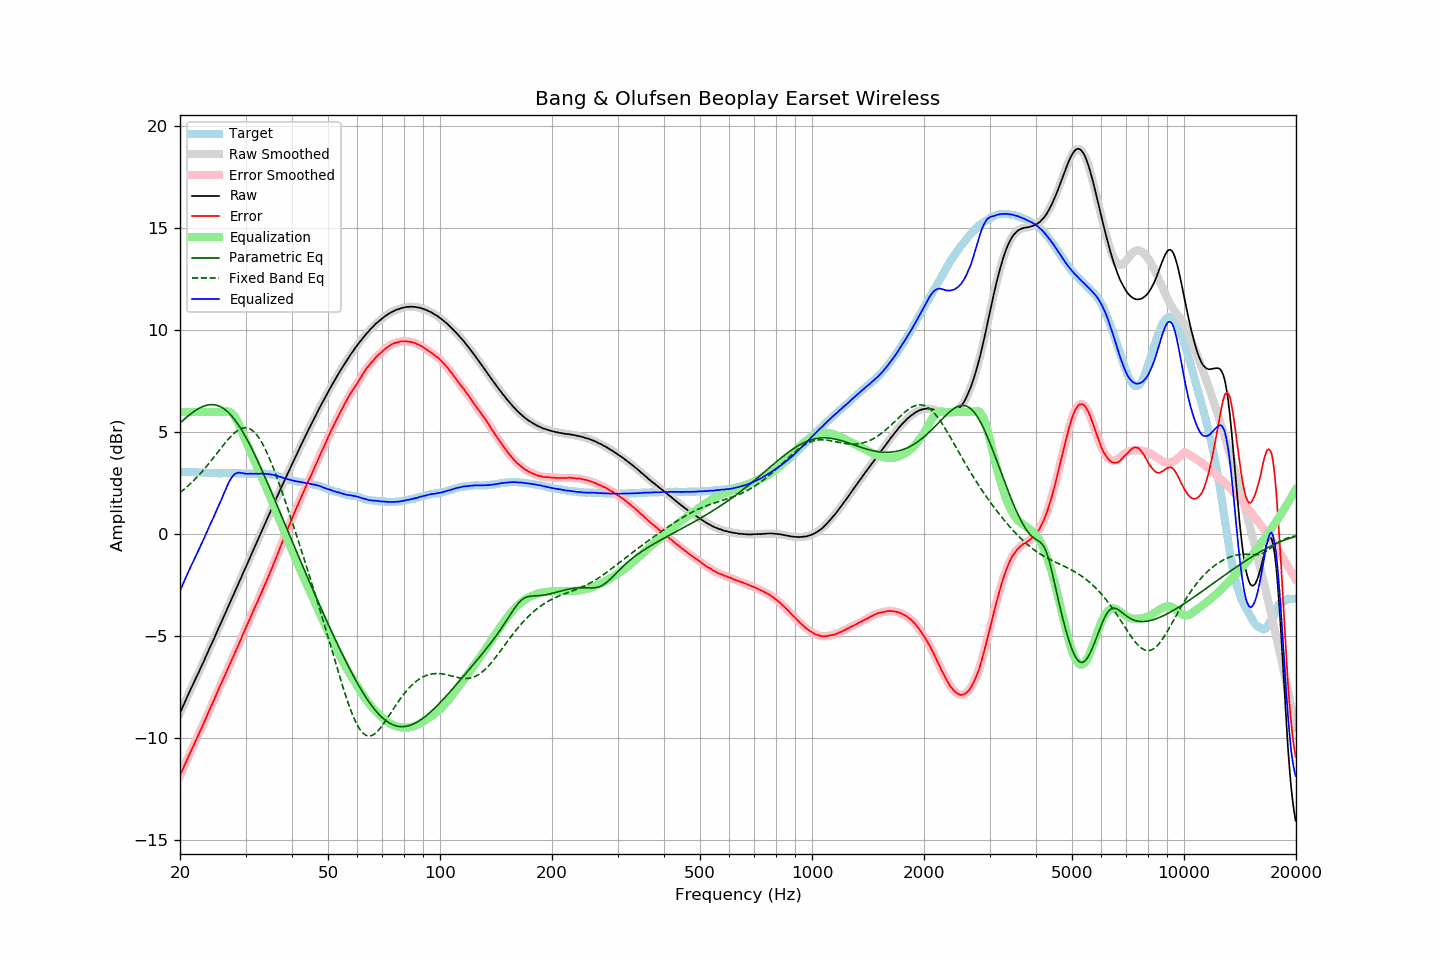 Bang & Olufsen Beoplay Earset Wireless
20
15
10
5
0
−5
−10
−15
Amplitude (dBr)
Target
Raw Smoothed
Error Smoothed
Raw
Error
Equalization
Parametric Eq
Fixed Band Eq
Equalized
20 50 100 200 500 1000 2000 5000 10000 20000
Frequency (Hz)